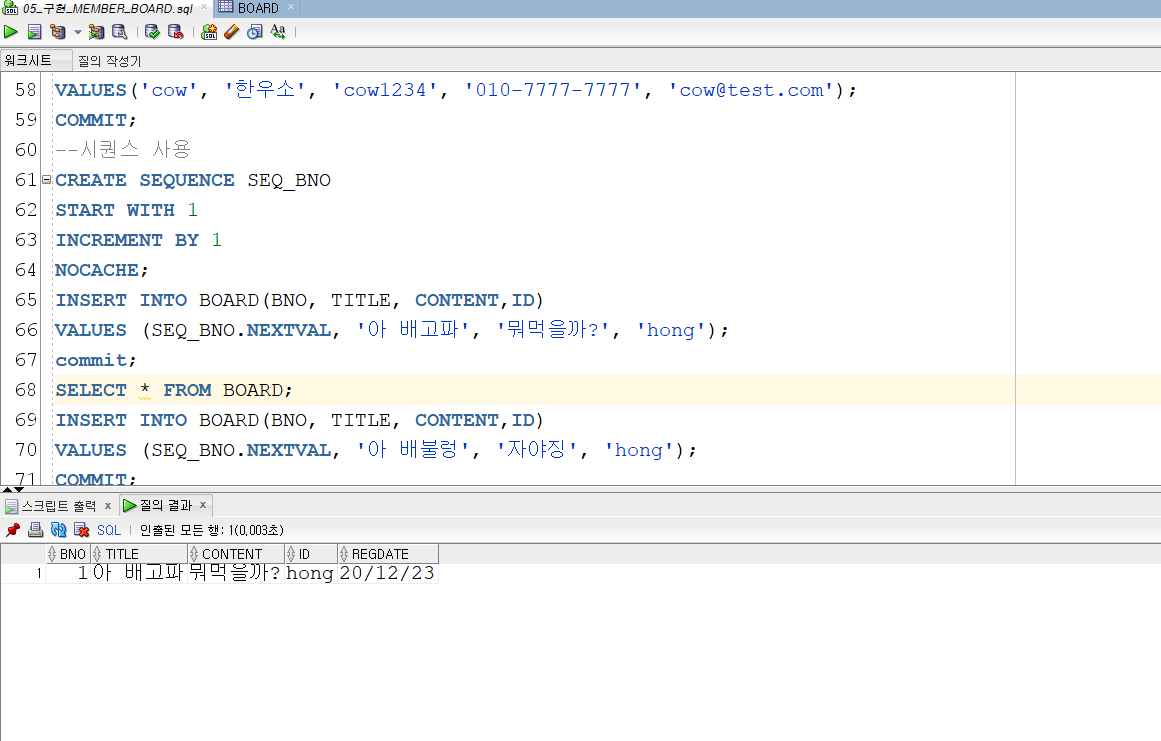 05_구현_MEMBER_BOARD.sql × BOARD ×
워크시트 질의 작성기
58 VALUES('cow', '한우소', 'cow1234', '010-7777-7777', 'cow@test.com');
59 COMMIT;
60 --시퀀스 사용
61 CREATE SEQUENCE SEQ_BNO
62 START WITH 1
63 INCREMENT BY 1
64 NOCACHE;
65 INSERT INTO BOARD(BNO, TITLE, CONTENT,ID)
66 VALUES (SEQ_BNO.NEXTVAL, '아 배고파', '뭐먹을까?', 'hong');
67 commit;
68 SELECT * FROM BOARD;
69 INSERT INTO BOARD(BNO, TITLE, CONTENT,ID)
70 VALUES (SEQ_BNO.NEXTVAL, '아 배불렁', '자야징', 'hong');
71 COMMIT;
스크립트 출력 × 질의 결과 ×
SQL | 인출된 모든 행: 1(0,003초)
BNO TITLE CONTENT ID REGDATE
1 1 아 배고파 뭐먹을까? hong 20/12/23